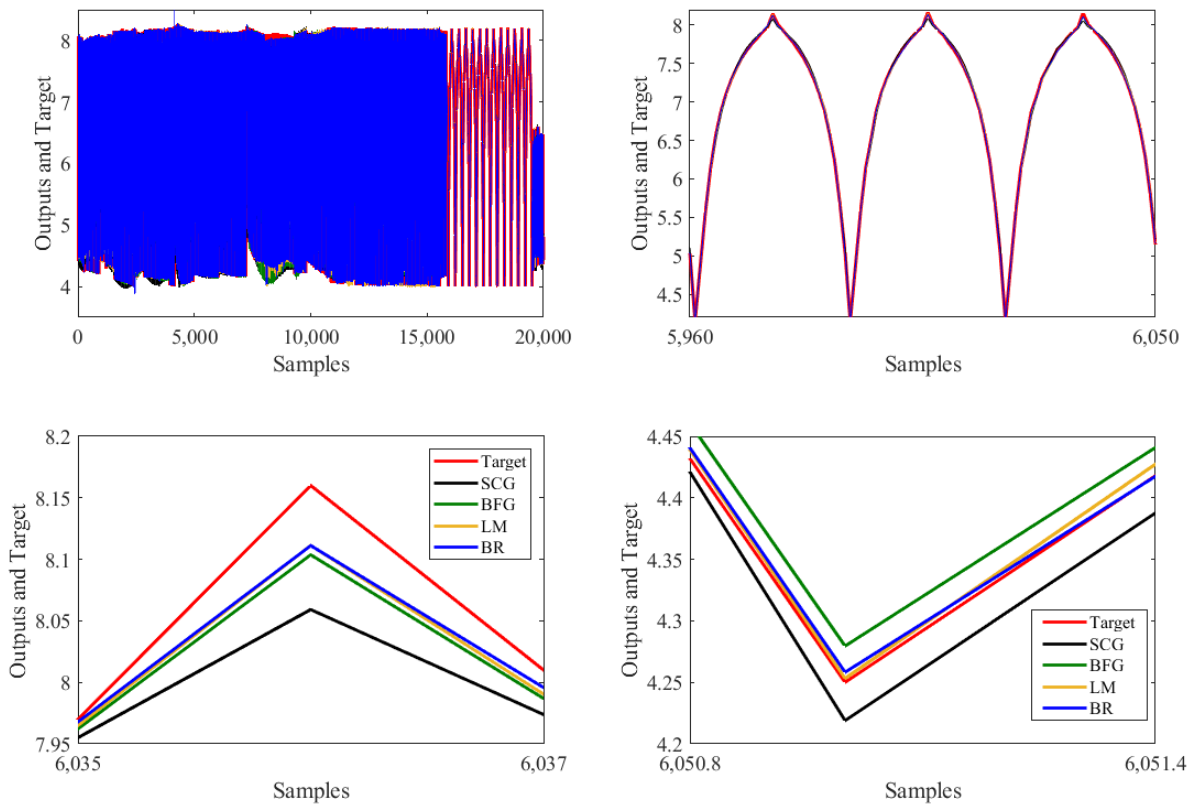 Outputs and Target
8
7
6
5
4
0
5,000
10,000
15,000
20,000
Samples
Outputs and Target
8
7.5
7
6.5
6
5.5
5
4.5
5,960
6,050
Samples
Outputs and Target
8.2
8.15
8.1
8.05
8
7.95
6,035
6,037
Samples
Target
SCG
BFG
LM
BR
Outputs and Target
4.45
4.4
4.35
4.3
4.25
4.2
6,050.8
6,051.4
Samples
Target
SCG
BFG
LM
BR